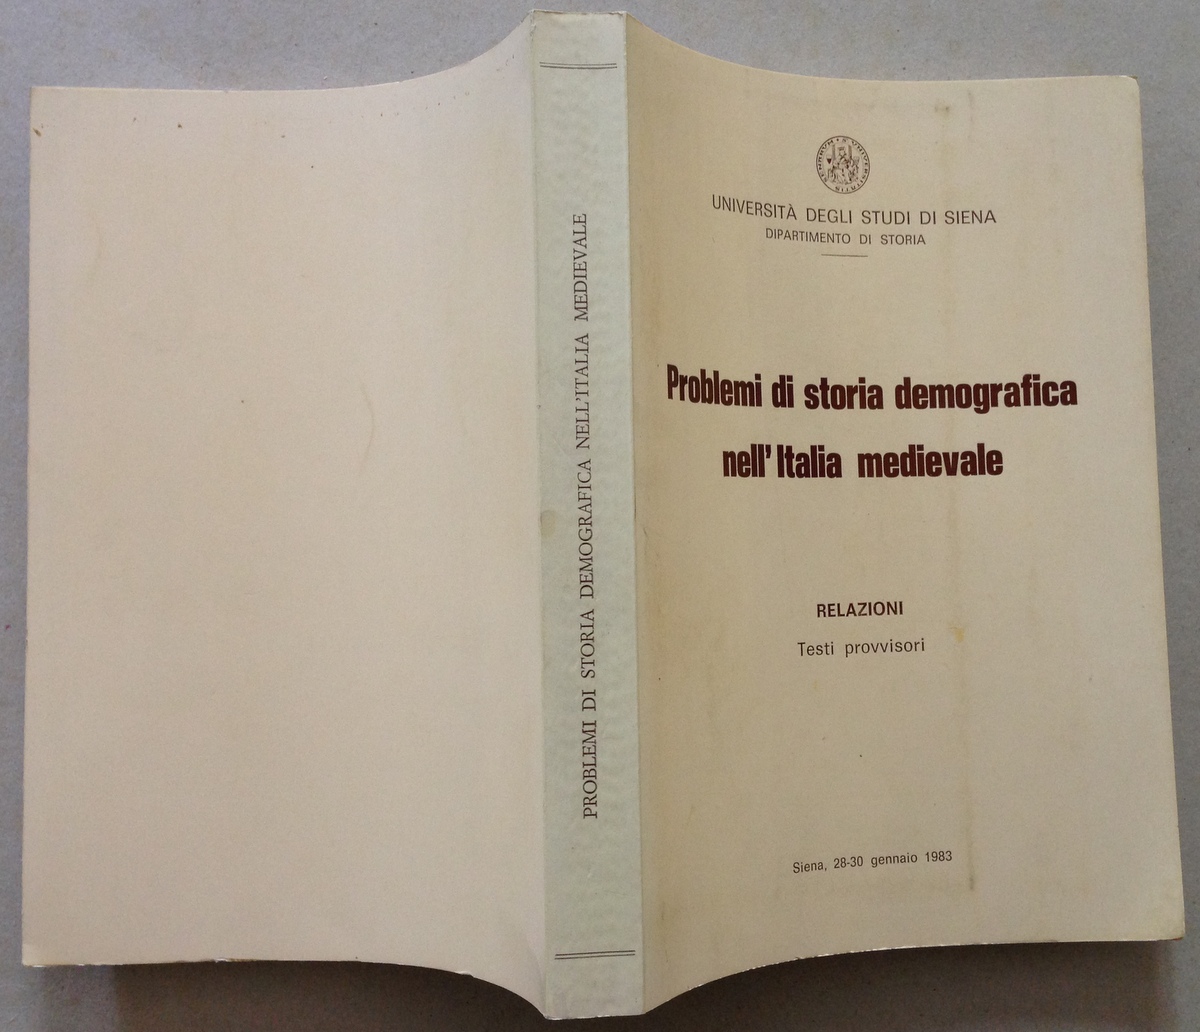 PROBLEMI DI STORIA DEMOGRAFICA NELL'ITALIA MEDIEVALE
UNIVERSITÀ DEGLI STUDI DI SIENA
DIPARTIMENTO DI STORIA
Problemi di storia demografica
nell'Italia medievale
RELAZIONI
Testi provvisori
Siena, 28-30 gennaio 1983